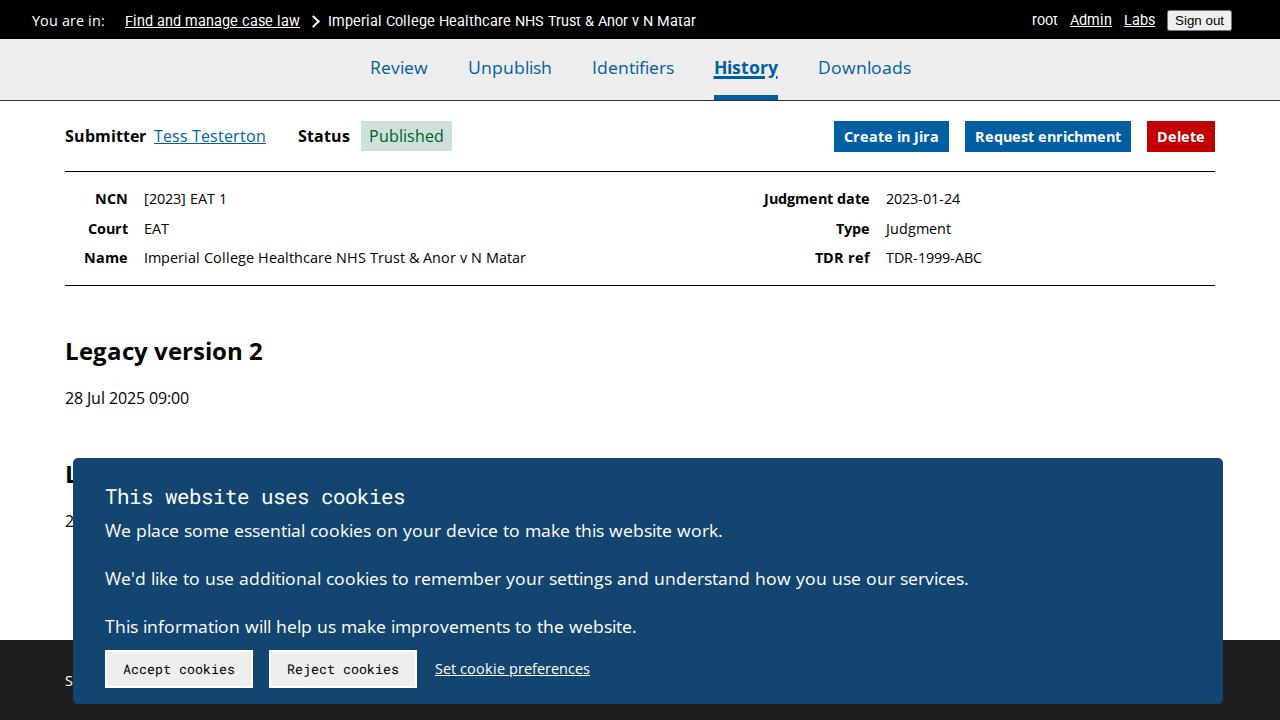 You are in: Find and manage case law Imperial College Healthcare NHS Trust & Anor v N Matar root Admin Labs Sign out
Review Unpublish Identifiers History Downloads
Submitter Tess Testerton Status Published Create in Jira Request enrichment Delete
NCN [2023] EAT 1 Judgment date 2023-01-24
Court EAT Type Judgment
Name Imperial College Healthcare NHS Trust & Anor v N Matar TDR ref TDR-1999-ABC
Legacy version 2
28 Jul 2025 09:00
This website uses cookies
We place some essential cookies on your device to make this website work.
We'd like to use additional cookies to remember your settings and understand how you use our services.
This information will help us make improvements to the website.
Accept cookies Reject cookies Set cookie preferences